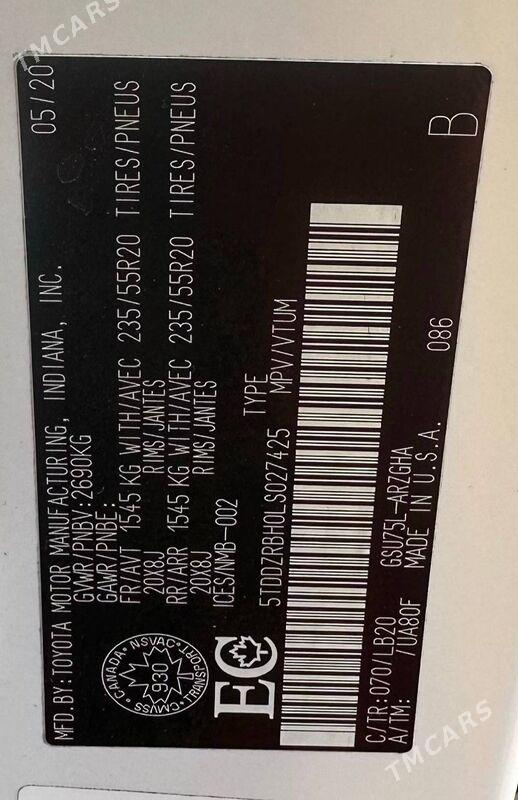 TMCARS
MFD.BY:TOYOTA MOTOR MANUFACTURING, INDIANA, INC. 05/20
GVWR/PNBV:2690KG
GAWR/PNBE:
FR/AVT 1545 KG WITH/AVEC 235/55R20 TIRES/PNEUS
20X8J RIMS/JANTES
RR/ARR 1545 KG WITH/AVEC 235/55R20 TIRES/PNEUS
20X8J RIMS/JANTES
ICES/NMB-002
CANADA NSVAC TRANSPORT CMVSS
930
EC
5TDDZRBH0LS027425
TYPE
MPV/VTUM
C/TR:070/LB20 GSU75L-ARZGHA
A/TM: /UA80F MADE IN U.S.A. 086 B
TMCARS